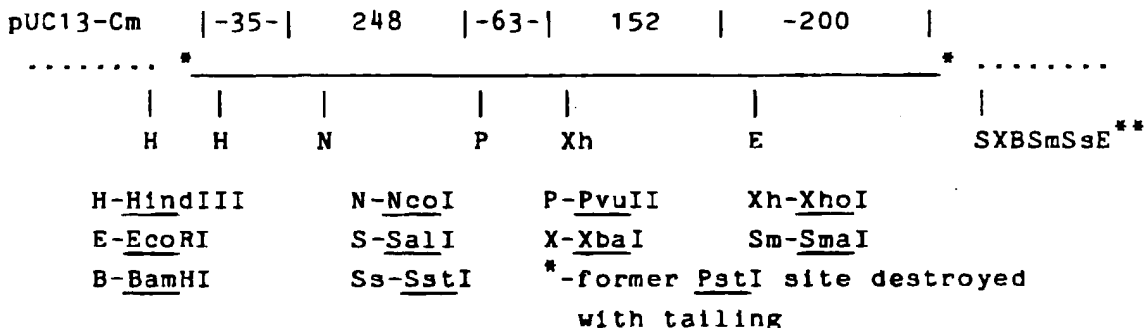 pUC13-Cm |-35-| 248 |-63-| 152 | -200 |
* *
H H N P Xh E SXBSmSsE**
H-HindIII N-NcoI P-PvuII Xh-XhoI
E-EcoRI S-SalI X-XbaI Sm-SmaI
B-BamHI Ss-SstI *-former PstI site destroyed
with tailing